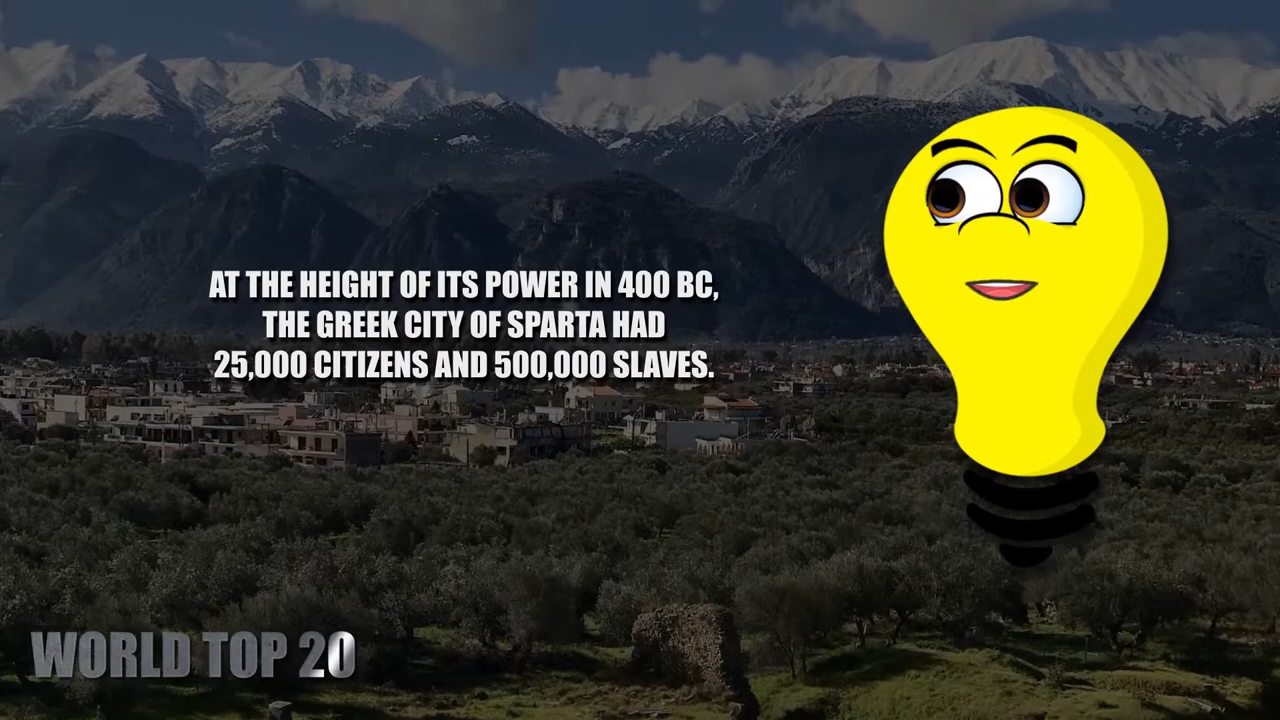 AT THE HEIGHT OF ITS POWER IN 400 BC,
THE GREEK CITY OF SPARTA HAD
25,000 CITIZENS AND 500,000 SLAVES.
WORLD TOP 20